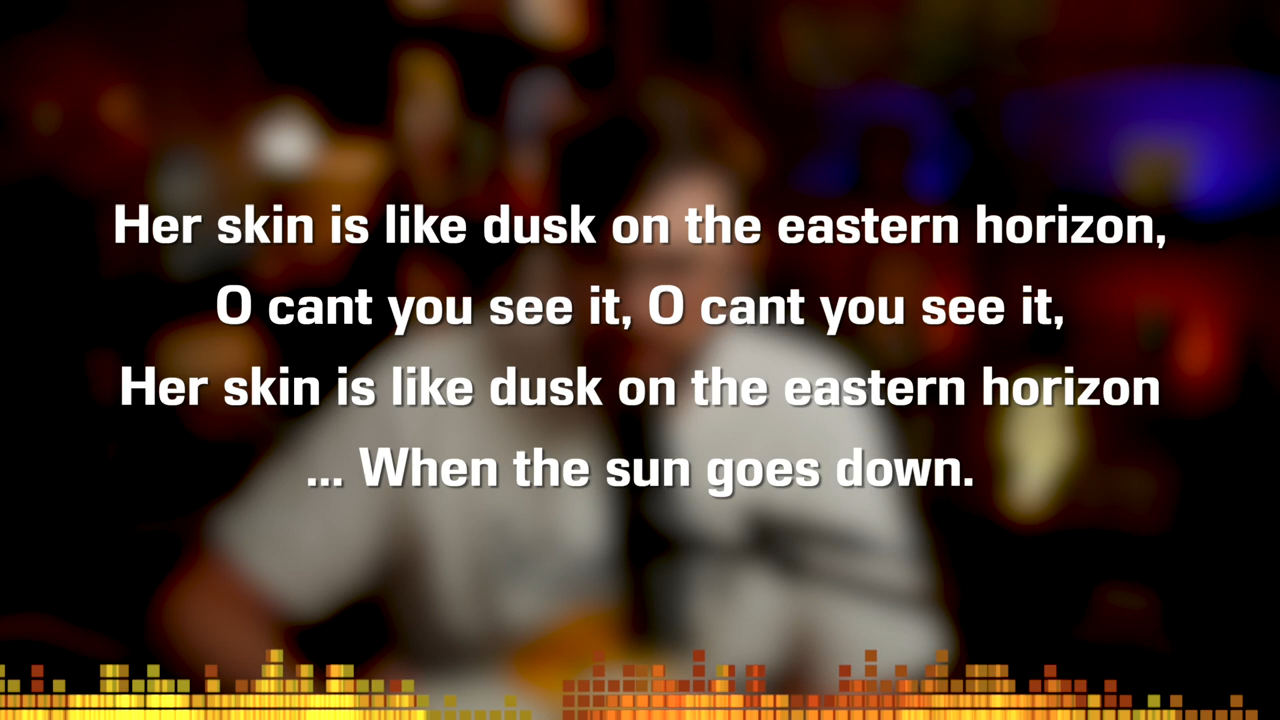 Her skin is like dusk on the eastern horizon,
O cant you see it, O cant you see it,
Her skin is like dusk on the eastern horizon
... When the sun goes down.